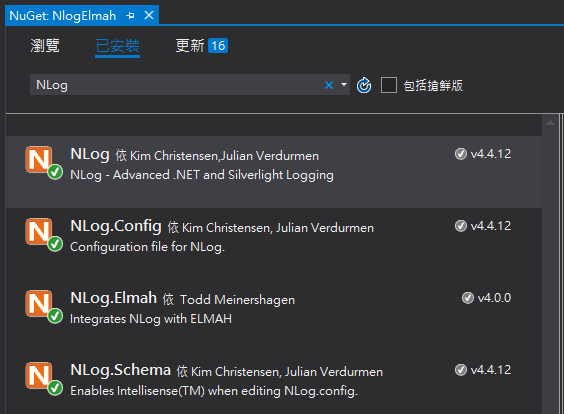 NuGet: NlogElmah
瀏覽 已安裝 更新 16
NLog 包括搶鮮版
NLog 依 Kim Christensen,Julian Verdurmen v4.4.12
NLog - Advanced .NET and Silverlight Logging
NLog.Config 依 Kim Christensen, Julian Verdurmen v4.4.12
Configuration file for NLog.
NLog.Elmah 依 Todd Meinershagen v4.0.0
Integrates NLog with ELMAH
NLog.Schema 依 Kim Christensen, Julian Verdurmen v4.4.12
Enables Intellisense(TM) when editing NLog.config.